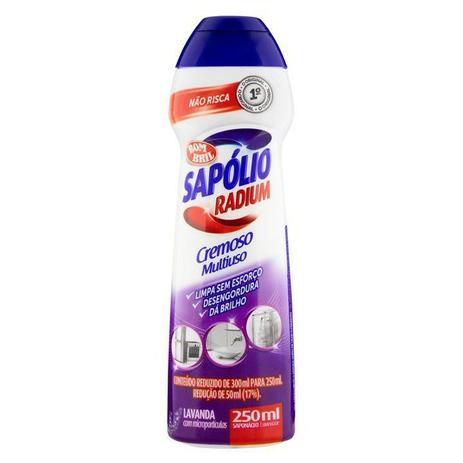 NÃO RISCA
1º
BOM
BRIL
SAPÓLIO
RADIUM
Cremoso
Multiuso
✓ LIMPA SEM ESFORÇO
✓ DESENGORDURA
✓ DÁ BRILHO
CONTEÚDO REDUZIDO DE 300ml PARA 250ml.
REDUÇÃO DE 50ml (17%).
LAVANDA
com micropartículas
250ml
SAPONÁCEO